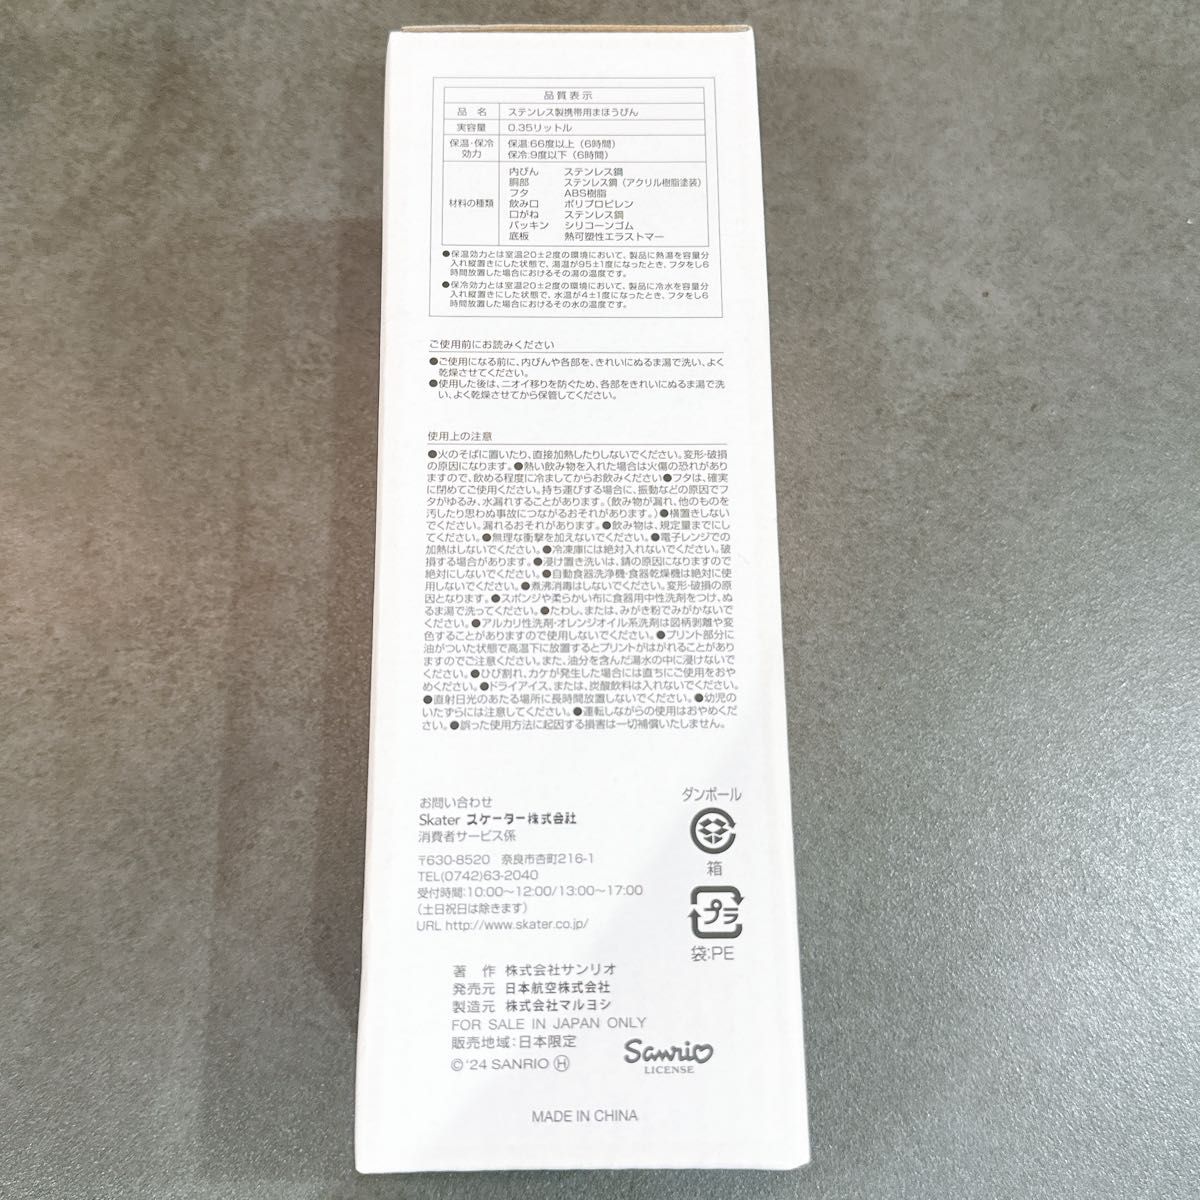 品質表示
品 名 ステンレス製携帯用まほうびん
実容量 0.35リットル
保温・保冷効力 保温:66度以上(6時間)
保冷:9度以下(6時間)
材料の種類
内びん ステンレス鋼
胴部 ステンレス鋼(アクリル樹脂塗装)
フタ ABS樹脂
飲み口 ポリプロピレン
口がね ステンレス鋼
パッキン シリコーンゴム
底板 熱可塑性エラストマー
●保温効力とは室温20±2度の環境において、製品に熱湯を容量分
入れ縦置きにした状態で、湯温が95±1度になったとき、フタをし6
時間放置した場合におけるその湯の温度です。
●保冷効力とは室温20±2度の環境において、製品に冷水を容量分
入れ縦置きにした状態で、水温が4±1度になったとき、フタをし6
時間放置した場合におけるその水の温度です。
ご使用前にお読みください
●ご使用になる前に、内びんや各部を、きれいにぬるま湯で洗い、よく
乾燥させてください。
●使用した後は、ニオイ移りを防ぐため、各部をきれいにぬるま湯で洗
い、よく乾燥させてから保管してください。
使用上の注意
●火のそばに置いたり、直接加熱したりしないでください。変形・破損
の原因になります。●熱い飲み物を入れた場合は火傷の恐れがあり
ますので、飲める程度に冷ましてからお飲みください●フタは、確実
に閉めてご使用ください。持ち運びする場合に、振動などの原因でフ
タがゆるみ、水漏れすることがあります。(飲み物が漏れ、他のものを
汚したり思わぬ事故につながるおそれがあります。)●横置きしない
でください。漏れるおそれがあります。●飲み物は、規定量までにし
てください。●無理な衝撃を加えないでください。●電子レンジでの
加熱はしないでください。●冷凍庫には絶対入れないでください。破
損する場合があります。●浸け置き洗いは、錆の原因になりますので
絶対にしないでください。●自動食器洗浄機・食器乾燥機は絶対に使
用しないでください。●煮沸消毒はしないでください。変形・破損の原
因となります。●スポンジや柔らかい布に食器用中性洗剤をつけ、ぬ
るま湯で洗ってください。●たわし、または、みがき粉でみがかないで
ください。●アルカリ性洗剤・オレンジオイル系洗剤は図柄剥離や変
色することがありますので使用しないでください。●プリント部分に
油がついた状態で高温下に放置するとプリントがはがれることがあり
ますのでご注意ください。また、油分を含んだ湯水の中に浸けないで
ください。●ひび割れ、カケが発生した場合には直ちにご使用をおや
めください。●ドライアイス、または、炭酸飲料は入れないでください。
●直射日光のあたる場所に長時間放置しないでください。●幼児の
いたずらには注意してください。●運転しながらの使用はおやめくだ
さい。●誤った使用方法に起因する損害は一切補償いたしません。
お問い合わせ
Skater スケーター株式会社
消費者サービス係
〒630-8520 奈良市杏町216-1
TEL(0742)63-2040
受付時間:10:00～12:00/13:00～17:00
(土日祝日は除きます)
URL http://www.skater.co.jp/
ダンボール
箱
プラ
袋:PE
著 作 株式会社サンリオ
発売元 日本航空株式会社
製造元 株式会社マルヨシ
FOR SALE IN JAPAN ONLY
販売地域:日本限定
©'24 SANRIO Ⓗ
Sanrio
LICENSE
MADE IN CHINA